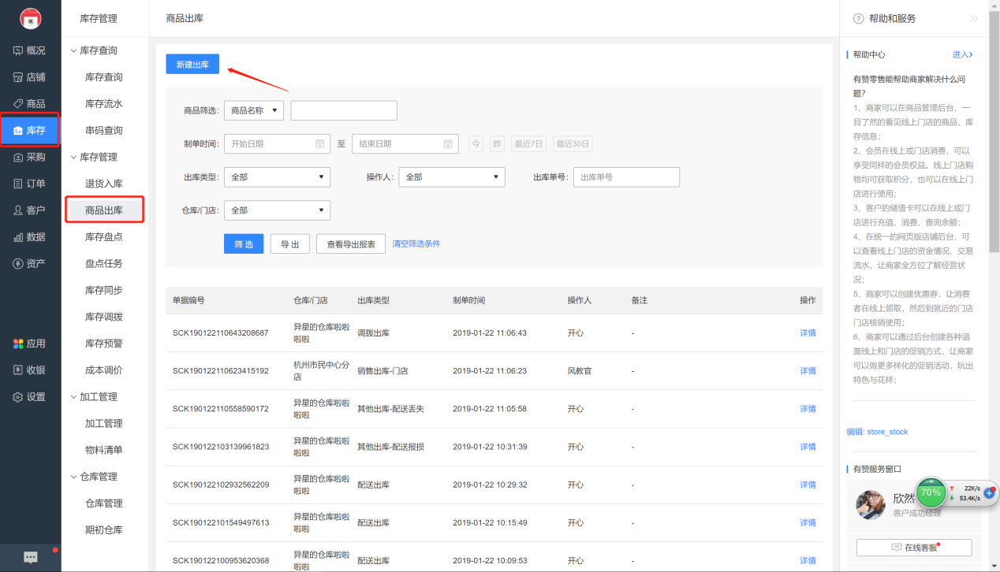 概况
店铺
商品
库存
采购
订单
客户
数据
资产
应用
收银
设置
库存管理
库存查询
库存查询
库存流水
串码查询
库存管理
退货入库
商品出库
库存盘点
盘点任务
库存同步
库存调拨
库存预警
成本调价
加工管理
加工管理
物料清单
仓库管理
仓库管理
期初仓库
商品出库
新建出库
商品筛选: 商品名称
制单时间: 开始日期 至 结束日期 今 昨 最近7日 最近30日
出库类型: 全部 操作人: 全部 出库单号: 出库单号
仓库/门店: 全部
筛 选 导 出 查看导出报表 清空筛选条件
单据编号 仓库/门店 出库类型 制单时间 操作人 备注 操作
SCK190122110643208687 异星的仓库啦啦啦啦 调拨出库 2019-01-22 11:06:43 开心 - 详情
SCK190122110623415192 杭州市民中心分店 销售出库-门店 2019-01-22 11:06:23 风教官 - 详情
SCK190122110558590172 异星的仓库啦啦啦啦 其他出库-配送丢失 2019-01-22 11:05:58 开心 - 详情
SCK190122103139961823 异星的仓库啦啦啦啦 其他出库-配送报损 2019-01-22 10:31:39 开心 - 详情
SCK190122102932562209 异星的仓库啦啦啦啦 配送出库 2019-01-22 10:29:32 开心 - 详情
SCK190122101549497613 异星的仓库啦啦啦啦 配送出库 2019-01-22 10:15:49 开心 - 详情
SCK190122100953620368 异星的仓库啦啦啦啦 配送出库 2019-01-22 10:09:53 开心 - 详情
帮助和服务
帮助中心 进入
有赞零售能帮助商家解决什么问
题?
1、商家可以在商品管理后台，一
目了然的看见线上门店的商品，库
存信息；
2、会员在线上或门店消费，可以
享受同样的会员权益。线上门店购
物均可获取积分，也可以在线上门
店进行使用；
3、客户的储值卡可以在线上或门
店进行充值、消费、查询余额；
4、在统一的网页版店铺后台，可
以查看线上门店的资金情况、交易
流水，让商家全方位了解经营状
况；
5、商家可以创建优惠券，让消费
者在线上领取，然后到就近的门店
门店核销使用；
6、商家可以通过后台创建各种涵
盖线上和门店的促销方式，让商家
可以做更多样化的促销活动，玩出
特色与花样；
编辑: store_stock
有赞服务窗口
欣然
客户成功经理
70%
22K/s
53.4K/s
在线客服